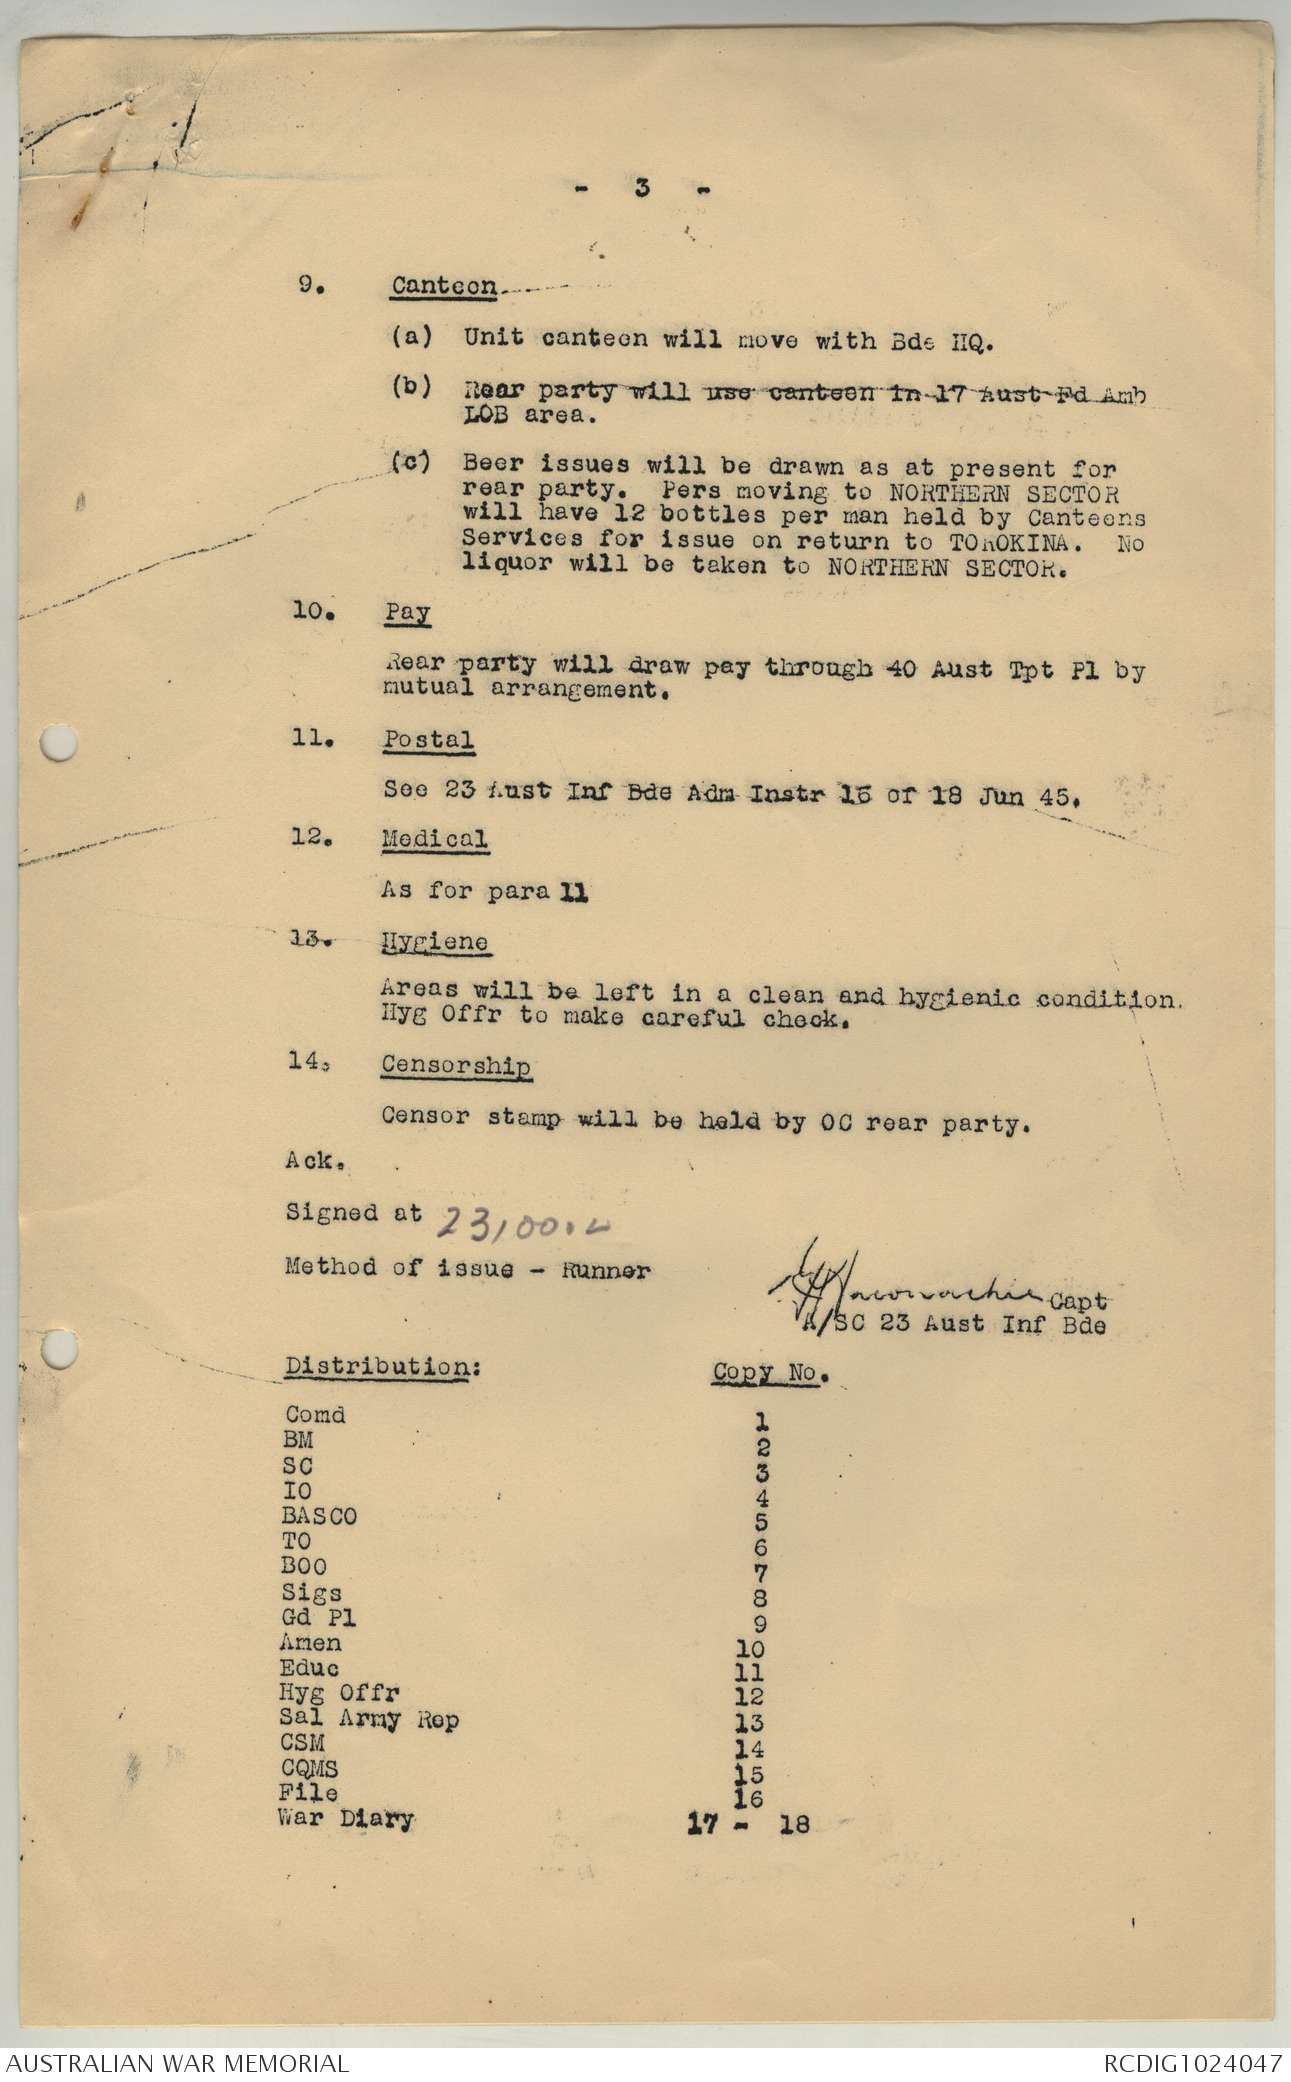 - 3 -
9. Canteen
(a) Unit canteen will move with Bde HQ.
(b) Rear party will use canteen in 17 Aust Fd Amb
LOB area.
(c) Beer issues will be drawn as at present for
rear party. Pers moving to NORTHERN SECTOR
will have 12 bottles per man held by Canteens
Services for issue on return to TOROKINA. No
liquor will be taken to NORTHERN SECTOR.
10. Pay
Rear party will draw pay through 40 Aust Tpt Pl by
mutual arrangement.
11. Postal
See 23 Aust Inf Bde Adm Instr 15 of 18 Jun 45.
12. Medical
As for para 11
13. Hygiene
Areas will be left in a clean and hygienic condition.
Hyg Offr to make careful check.
14. Censorship
Censor stamp will be held by OC rear party.
Ack.
Signed at 23,00.
Method of issue - Runner
Capt
A/SC 23 Aust Inf Bde
Distribution: Copy No.
Comd 1
BM 2
SC 3
IO 4
BASCO 5
TO 6
BOO 7
Sigs 8
Gd Pl 9
Amen 10
Educ 11
Hyg Offr 12
Sal Army Rep 13
CSM 14
CQMS 15
File 16
War Diary 17 - 18
AUSTRALIAN WAR MEMORIAL RCDIG1024047